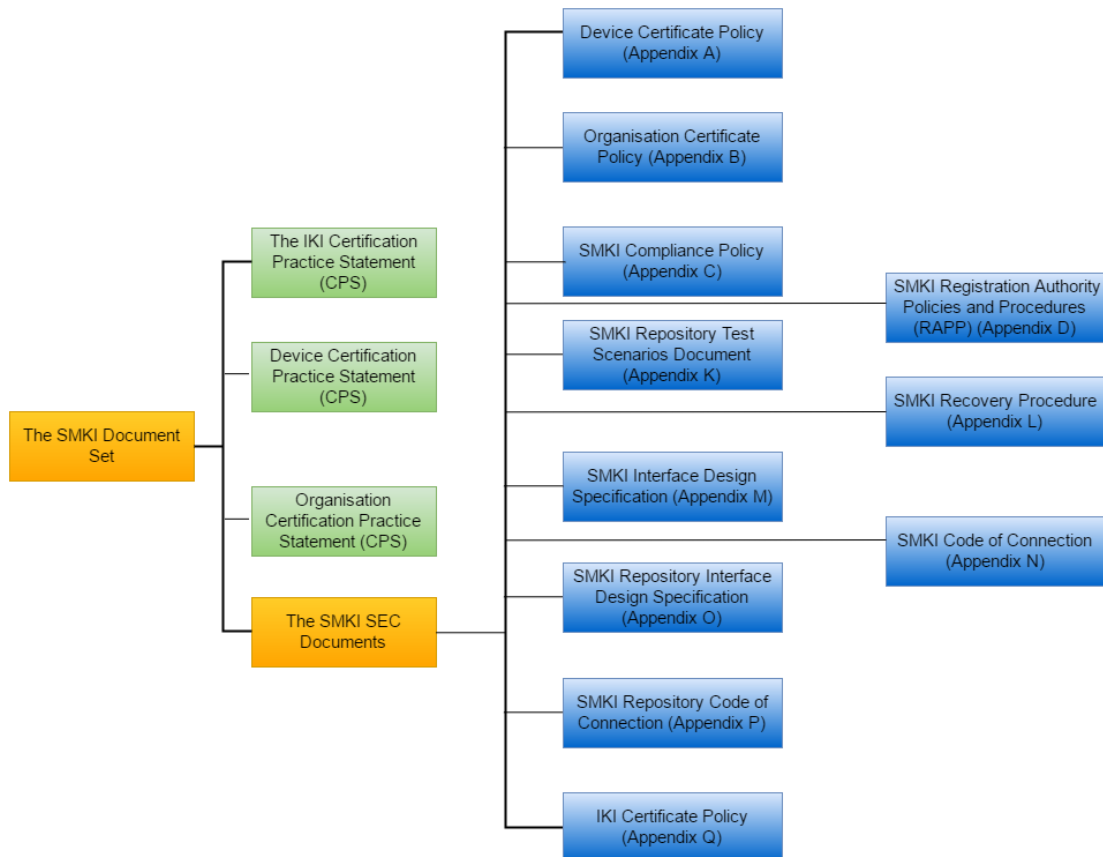 The SMKI Document
Set
The IKI Certification
Practice Statement
(CPS)
Device Certification
Practice Statement
(CPS)
Organisation
Certification Practice
Statement (CPS)
The SMKI SEC
Documents
Device Certificate Policy
(Appendix A)
Organisation Certificate
Policy (Appendix B)
SMKI Compliance Policy
(Appendix C)
SMKI Registration Authority
Policies and Procedures
(RAPP) (Appendix D)
SMKI Repository Test
Scenarios Document
(Appendix K)
SMKI Recovery Procedure
(Appendix L)
SMKI Interface Design
Specification (Appendix M)
SMKI Code of Connection
(Appendix N)
SMKI Repository Interface
Design Specification
(Appendix O)
SMKI Repository Code of
Connection (Appendix P)
IKI Certificate Policy
(Appendix Q)